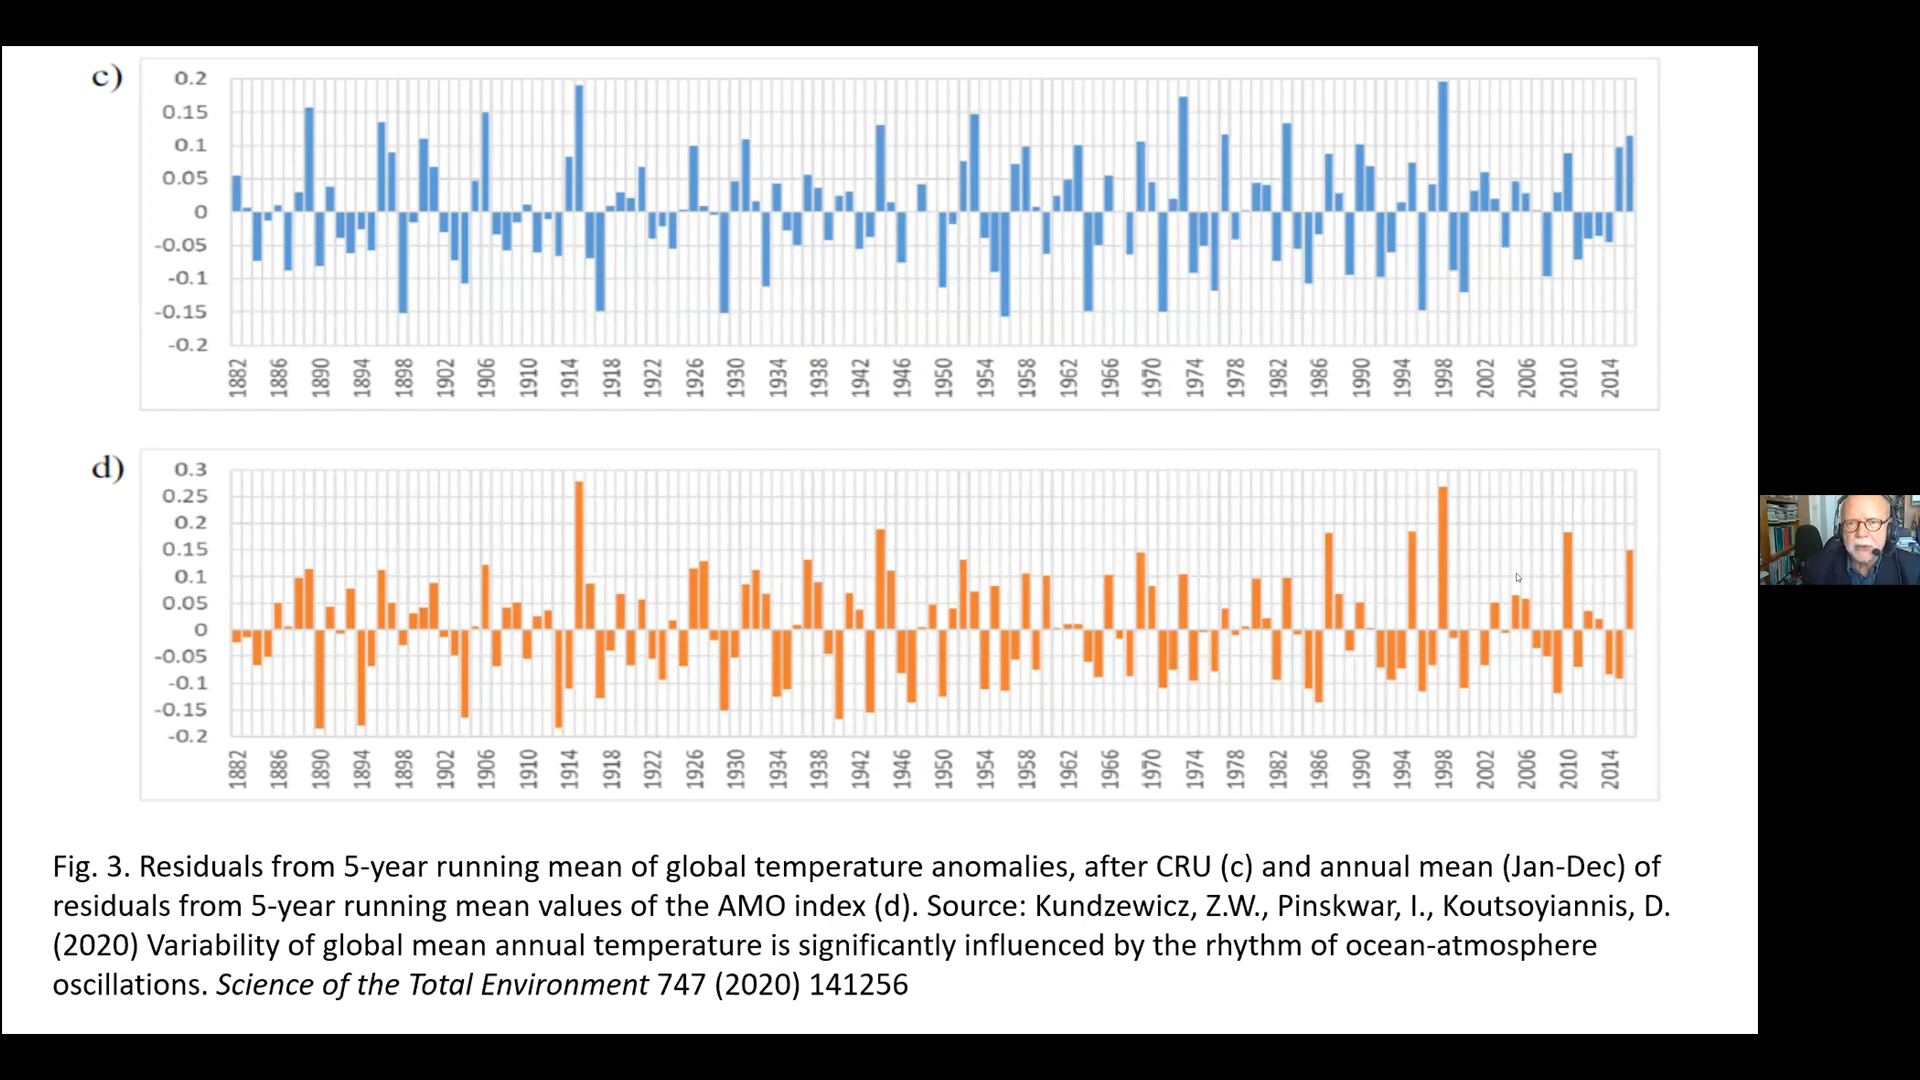 c)
0.2
0.15
0.1
0.05
0
-0.05
-0.1
-0.15
-0.2
1882 1886 1890 1894 1898 1902 1906 1910 1914 1918 1922 1926 1930 1934 1938 1942 1946 1950 1954 1958 1962 1966 1970 1974 1978 1982 1986 1990 1994 1998 2002 2006 2010 2014
d)
0.3
0.25
0.2
0.15
0.1
0.05
0
-0.05
-0.1
-0.15
-0.2
1882 1886 1890 1894 1898 1902 1906 1910 1914 1918 1922 1926 1930 1934 1938 1942 1946 1950 1954 1958 1962 1966 1970 1974 1978 1982 1986 1990 1994 1998 2002 2006 2010 2014
Fig. 3. Residuals from 5-year running mean of global temperature anomalies, after CRU (c) and annual mean (Jan-Dec) of
residuals from 5-year running mean values of the AMO index (d). Source: Kundzewicz, Z.W., Pinskwar, I., Koutsoyiannis, D.
(2020) Variability of global mean annual temperature is significantly influenced by the rhythm of ocean-atmosphere
oscillations. Science of the Total Environment 747 (2020) 141256